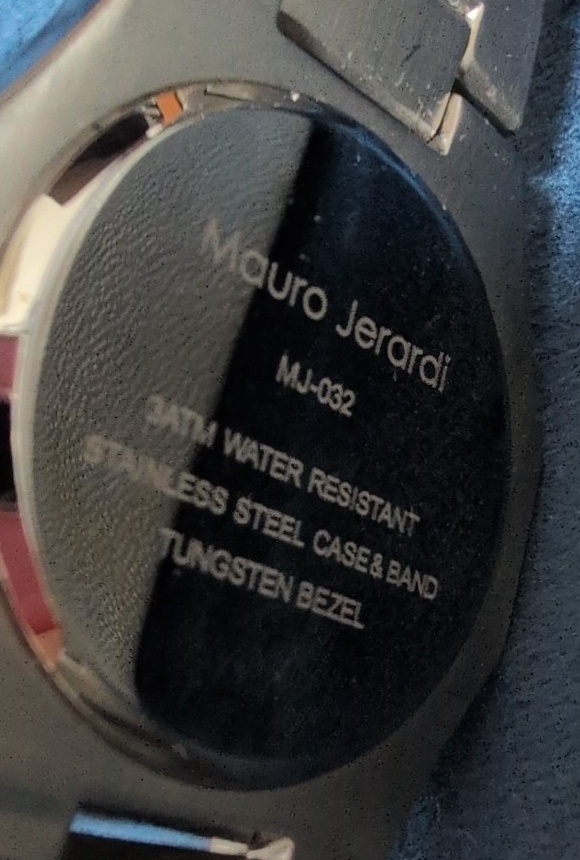 Mauro Jerardi
MJ-032
3ATM WATER RESISTANT
STAINLESS STEEL CASE & BAND
TUNGSTEN BEZEL